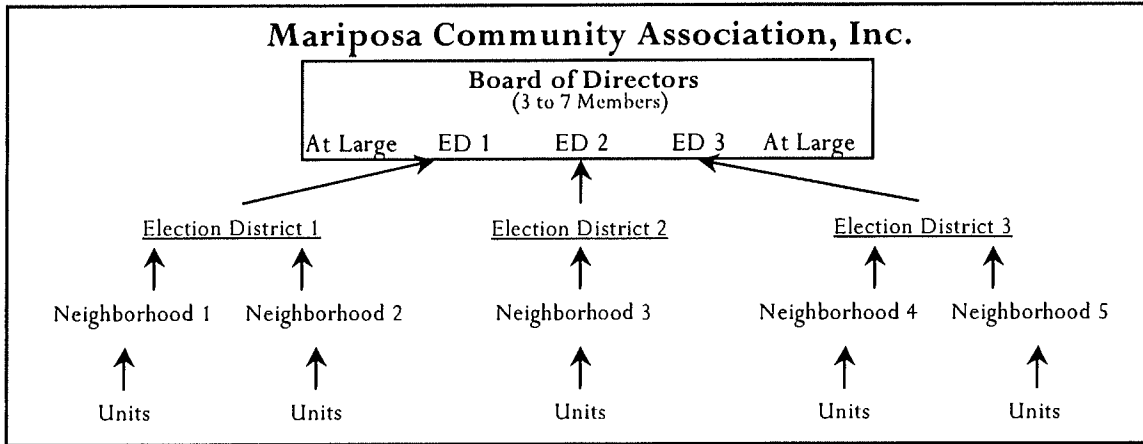 Mariposa Community Association, Inc.
Board of Directors
(3 to 7 Members)
At Large ED 1 ED 2 ED 3 At Large
Election District 1 Election District 2 Election District 3
Neighborhood 1 Neighborhood 2 Neighborhood 3 Neighborhood 4 Neighborhood 5
Units Units Units Units Units